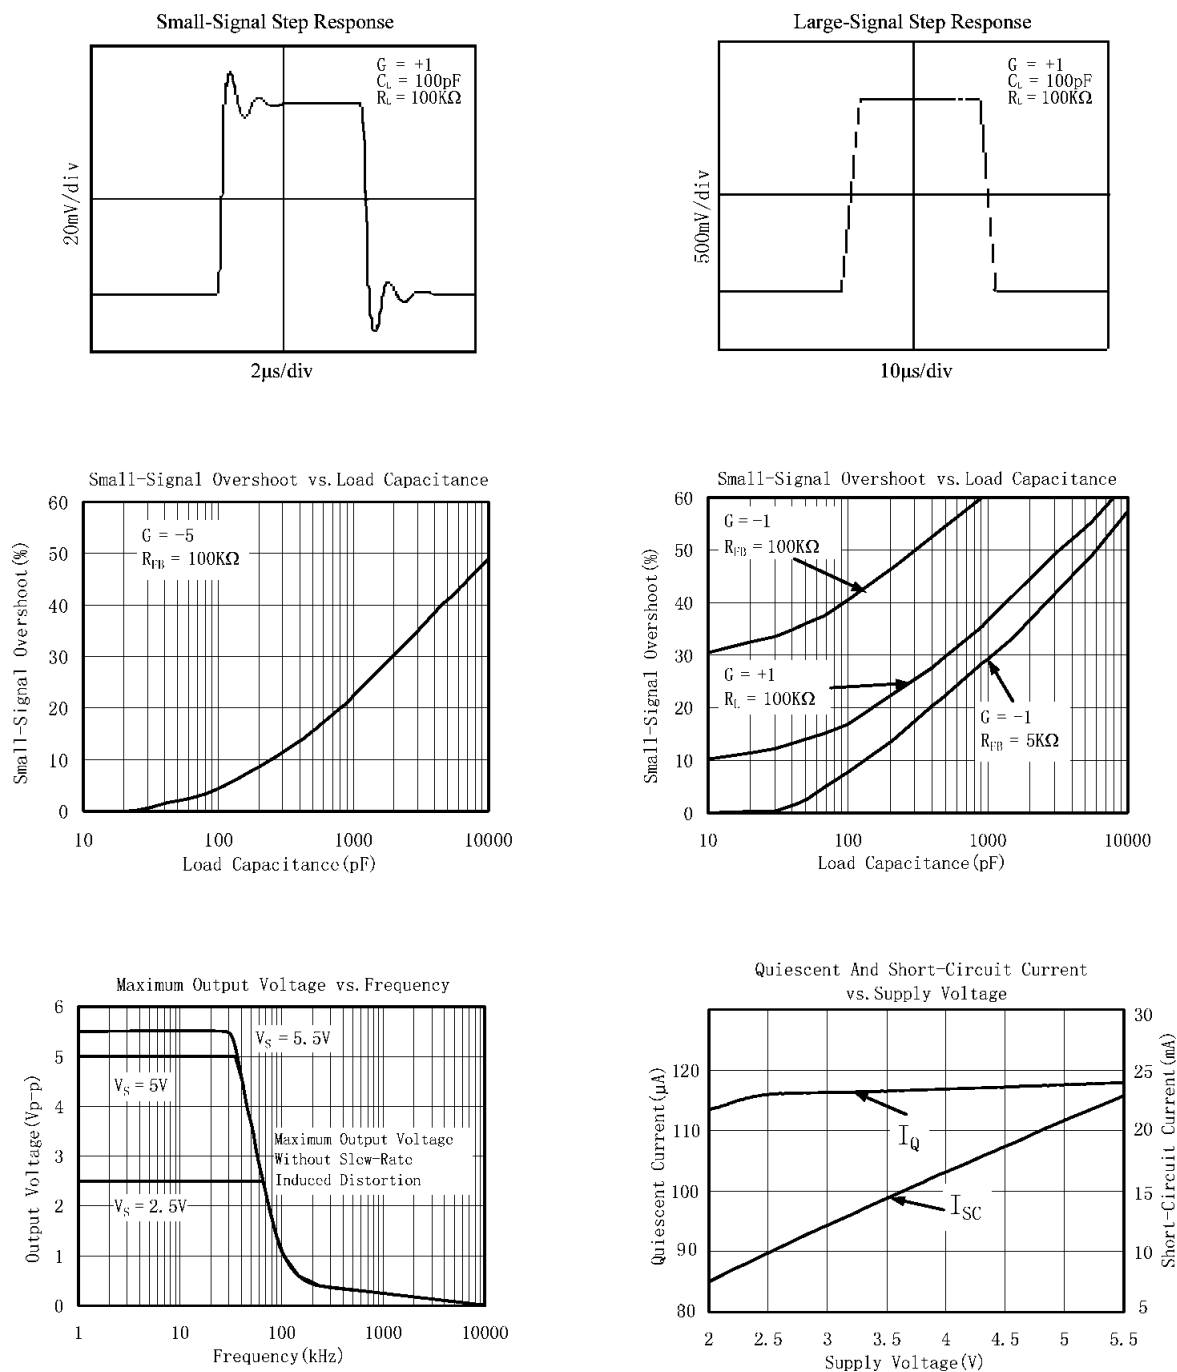 Small-Signal Step Response
G = +1
CL = 100pF
RL = 100KΩ
20mV/div
2μs/div
Large-Signal Step Response
G = +1
CL = 100pF
RL = 100KΩ
500mV/div
10μs/div
Small-Signal Overshoot vs.Load Capacitance
60
50
40
30
20
10
0
G = -5
RFB = 100KΩ
Small-Signal Overshoot(%)
10 100 1000 10000
Load Capacitance(pF)
Small-Signal Overshoot vs.Load Capacitance
60
50
40
30
20
10
0
G = -1
RFB = 100KΩ
G = +1
RL = 100KΩ
G = -1
RFB = 5KΩ
Small-Signal Overshoot(%)
10 100 1000 10000
Load Capacitance(pF)
Maximum Output Voltage vs.Frequency
6
5
4
3
2
1
0
VS = 5.5V
VS = 5V
Maximum Output Voltage
Without Slew-Rate
Induced Distortion
VS = 2.5V
Output Voltage(Vp-p)
1 10 100 1000 10000
Frequency(kHz)
Quiescent And Short-Circuit Current
vs.Supply Voltage
120
110
100
90
80
Quiescent Current(μA)
IQ
ISC
30
25
20
15
10
5
Short-Circuit Current(mA)
2 2.5 3 3.5 4 4.5 5 5.5
Supply Voltage(V)